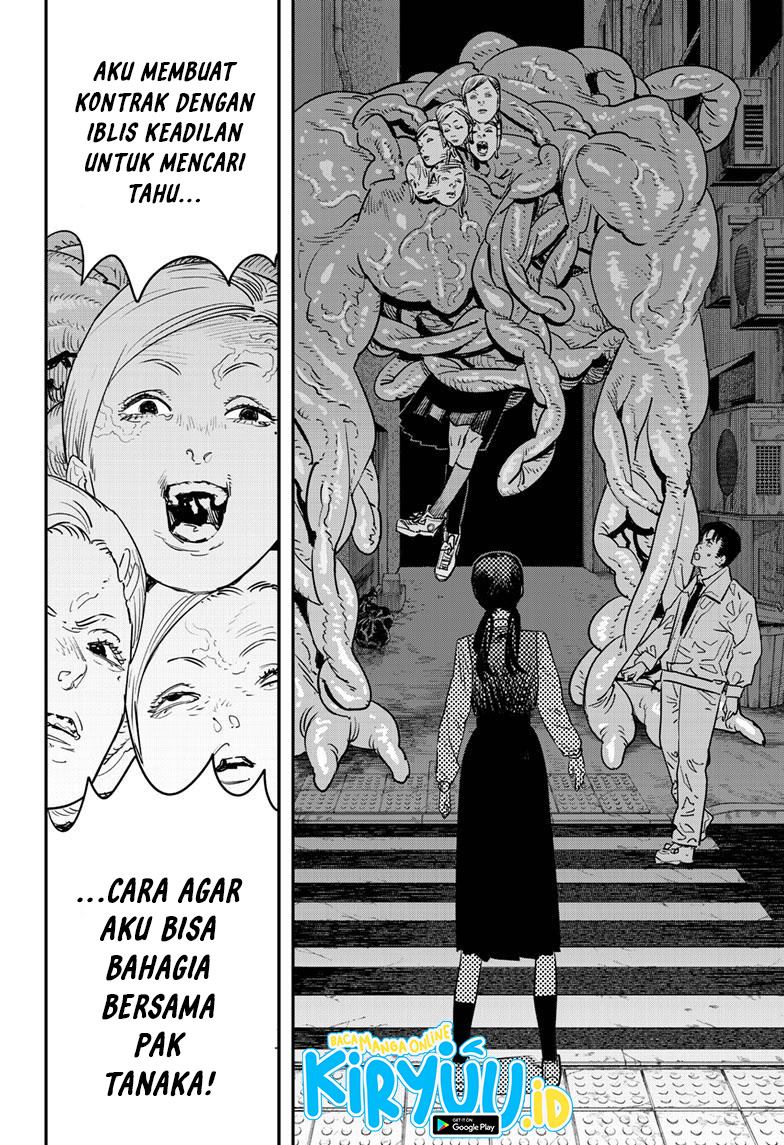 AKU MEMBUAT
KONTRAK DENGAN
IBLIS KEADILAN
UNTUK MENCARI
TAHU...
...CARA AGAR
AKU BISA
BAHAGIA
BERSAMA
PAK
TANAKA!
BACA MANGA ONLINE
KIRYUU.ID
GET IT ON
Google Play